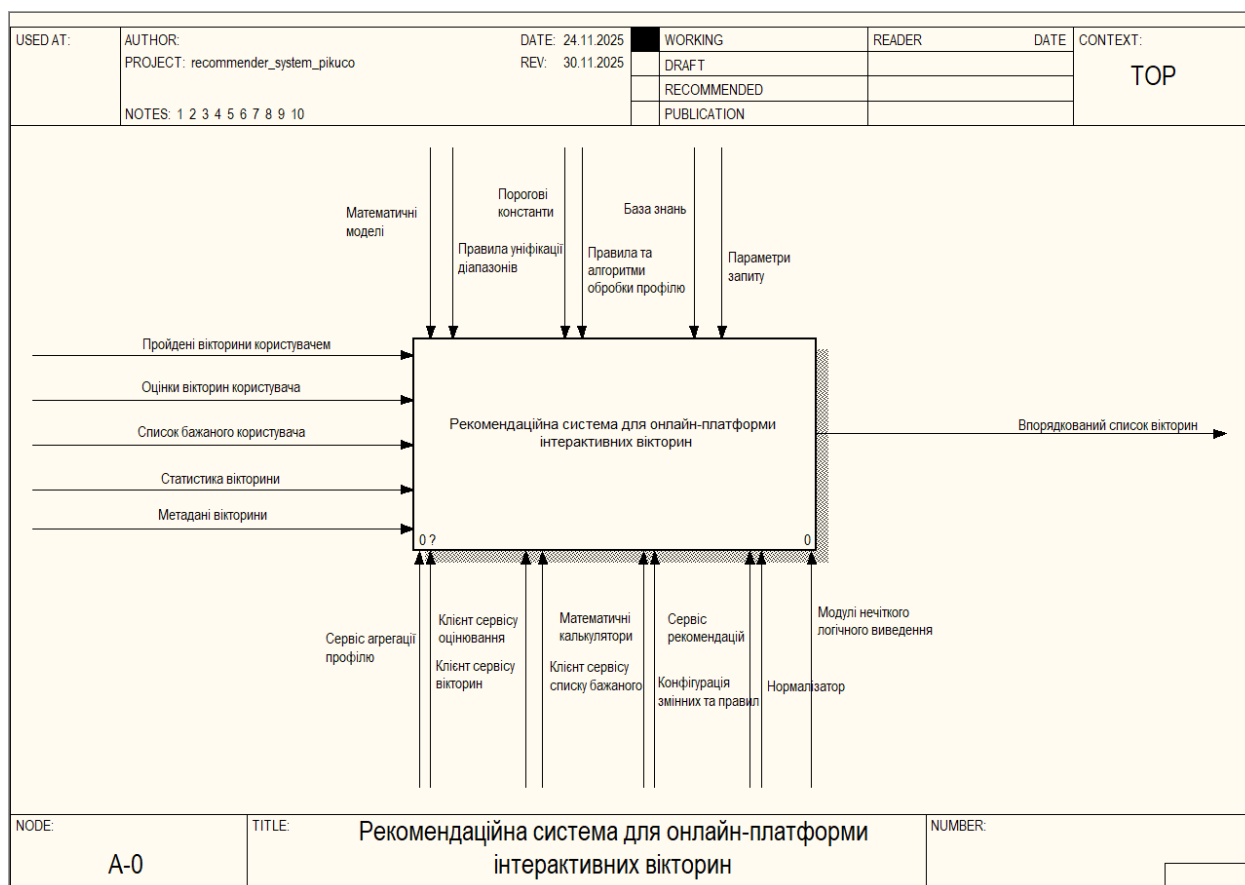 USED AT:
AUTHOR:
DATE: 24.11.2025
WORKING
READER
DATE
CONTEXT:
PROJECT: recommender_system_pikuco
REV: 30.11.2025
DRAFT
TOP
RECOMMENDED
NOTES: 1 2 3 4 5 6 7 8 9 10
PUBLICATION
Математичні
моделі
Правила уніфікації
діапазонів
Порогові
константи
Правила та
алгоритми
обробки профілю
База знань
Параметри
запиту
Пройдені вікторини користувачем
Оцінки вікторин користувача
Список бажаного користувача
Статистика вікторини
Метадані вікторини
Рекомендаційна система для онлайн-платформи
інтерактивних вікторин
0 ?
0
Впорядкований список вікторин
Сервіс агрегації
профілю
Клієнт сервісу
оцінювання
Клієнт сервісу
вікторин
Математичні
калькулятори
Клієнт сервісу
списку бажаного
Сервіс
рекомендацій
Конфігурація
змінних та правил
Нормалізатор
Модулі нечіткого
логічного виведення
NODE:
A-0
TITLE:
Рекомендаційна система для онлайн-платформи
інтерактивних вікторин
NUMBER: